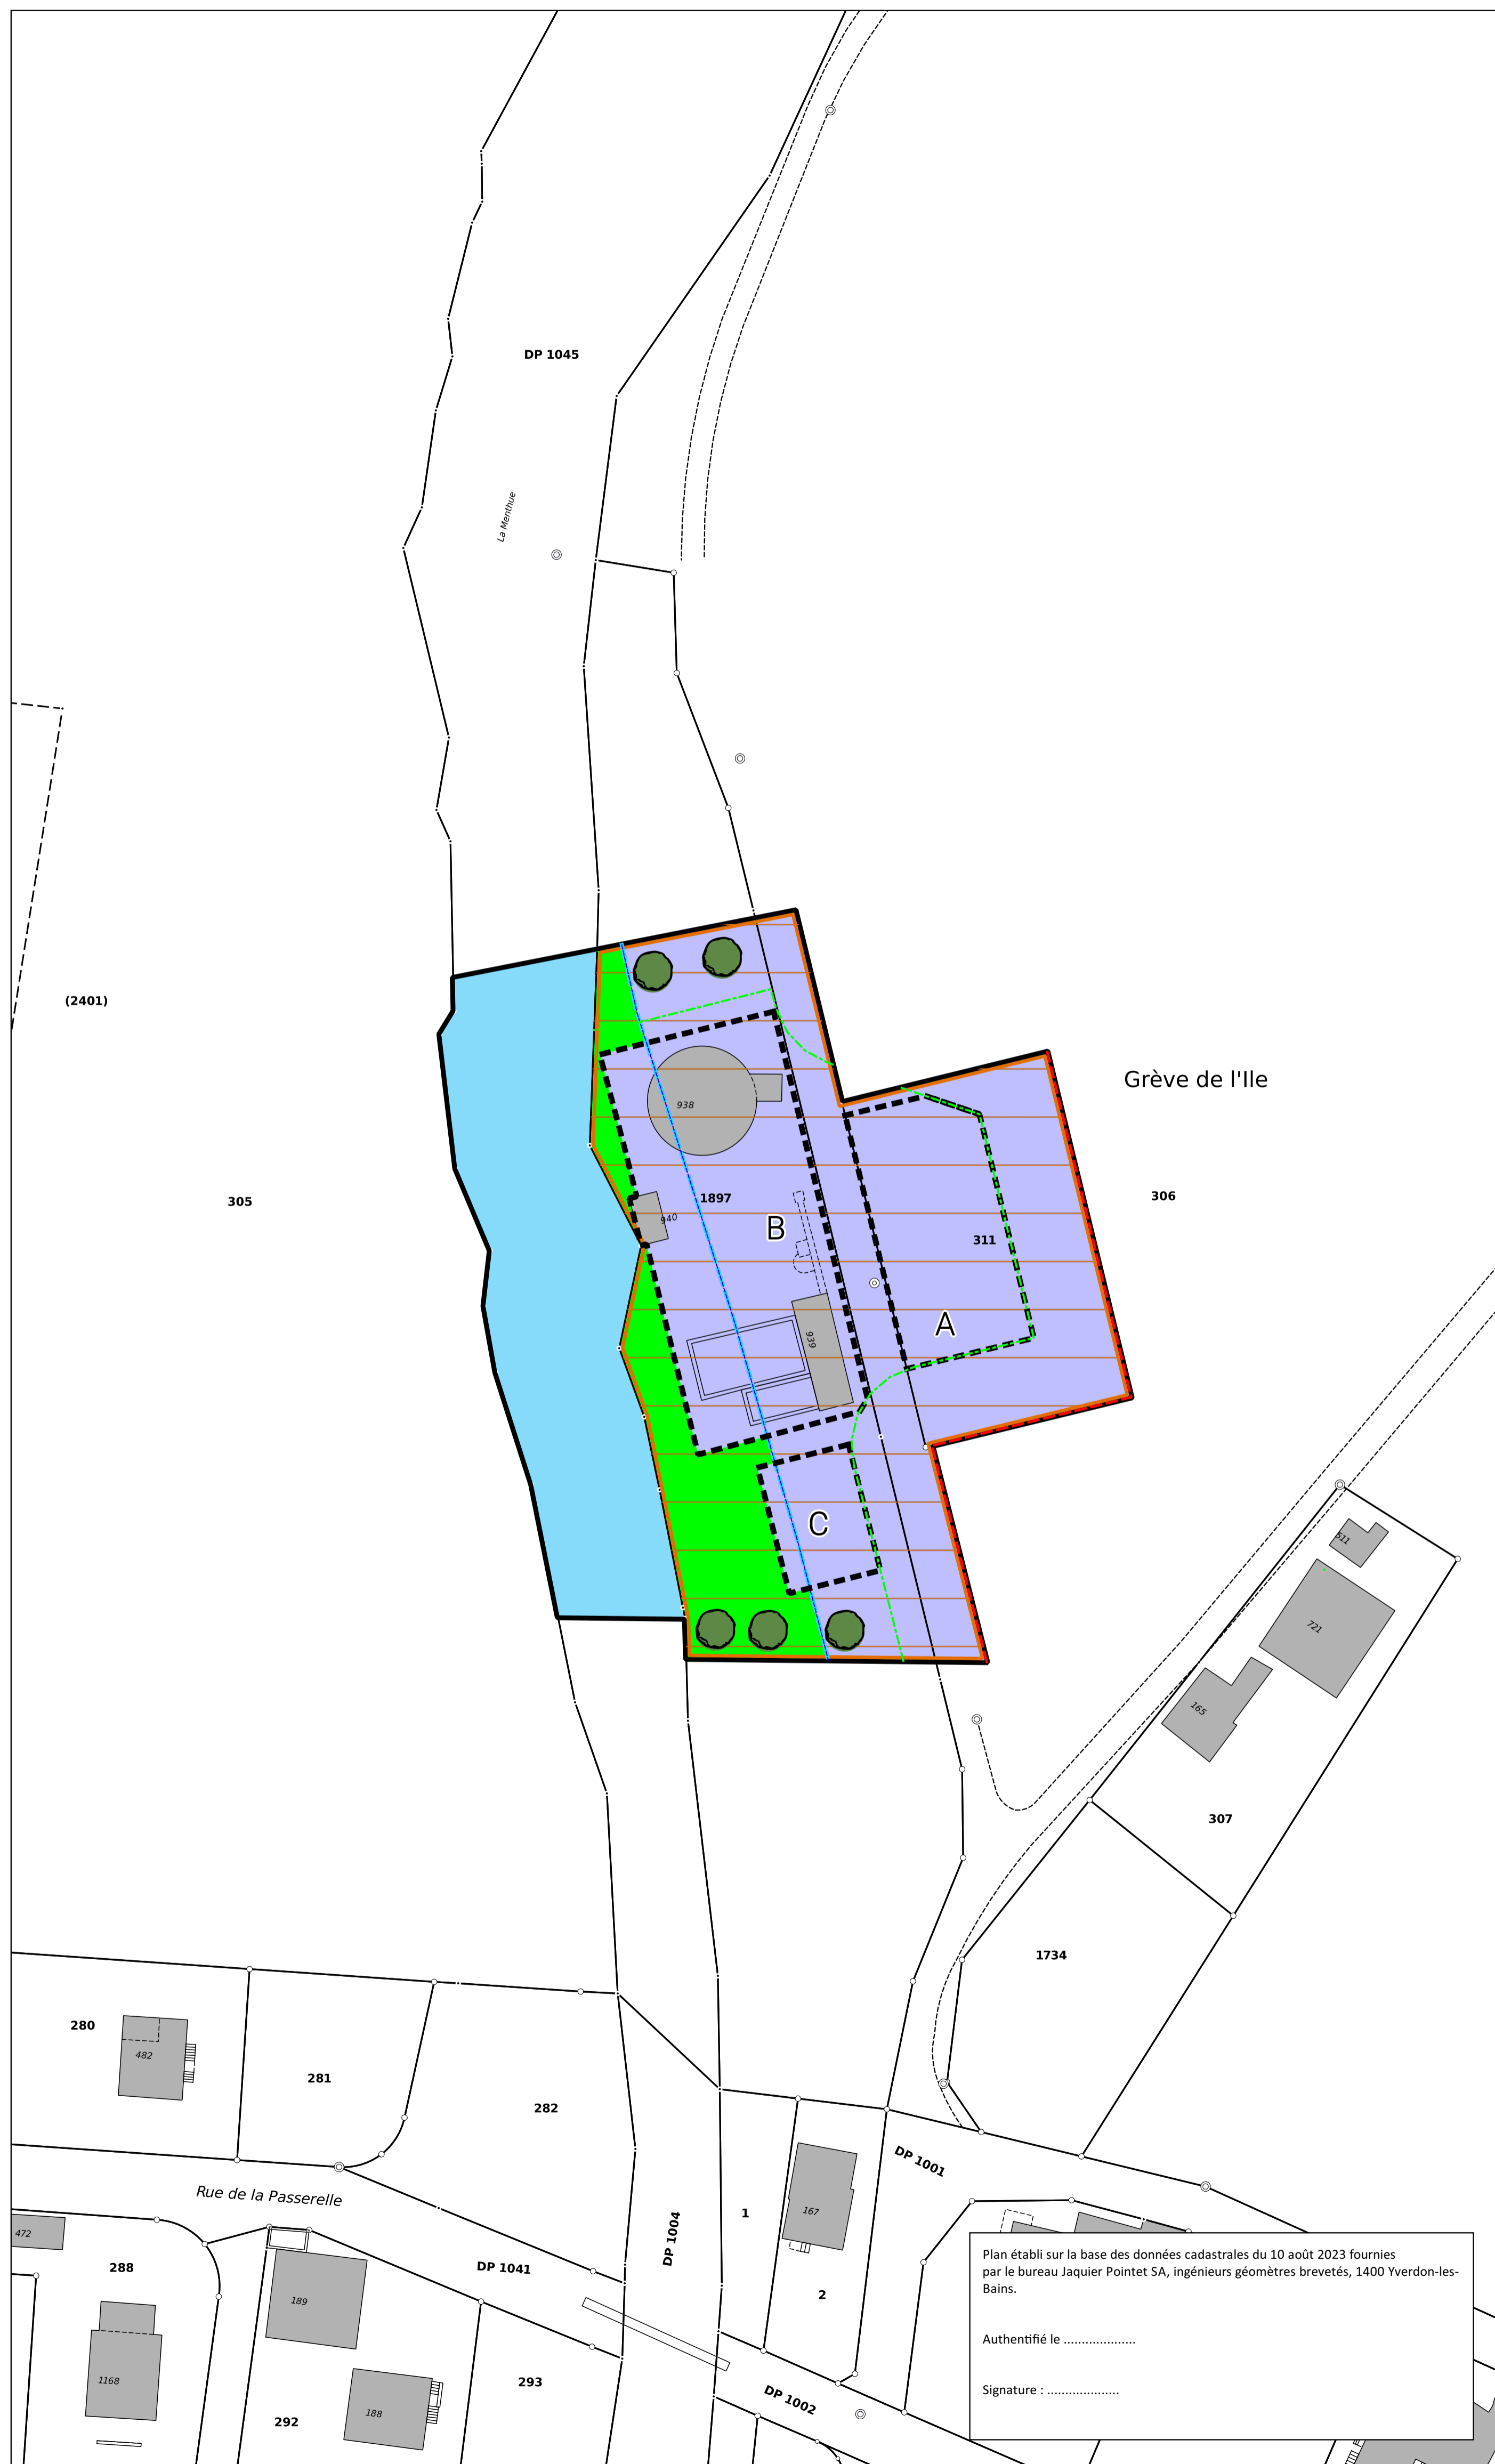 DP 1045
La Menthue
(2401)
Grève de l'Ile
938
305
1897
306
940
B
311
A
939
C
511
721
165
307
1734
280
482
281
282
DP 1001
Rue de la Passerelle
1
167
472
DP 1004
288
DP 1041
2
189
1168
293
188
DP 1002
292
Plan établi sur la base des données cadastrales du 10 août 2023 fournies
par le bureau Jaquier Pointet SA, ingénieurs géomètres brevetés, 1400 Yverdon-les-
Bains.
Authentifié le ....................
Signature : ....................